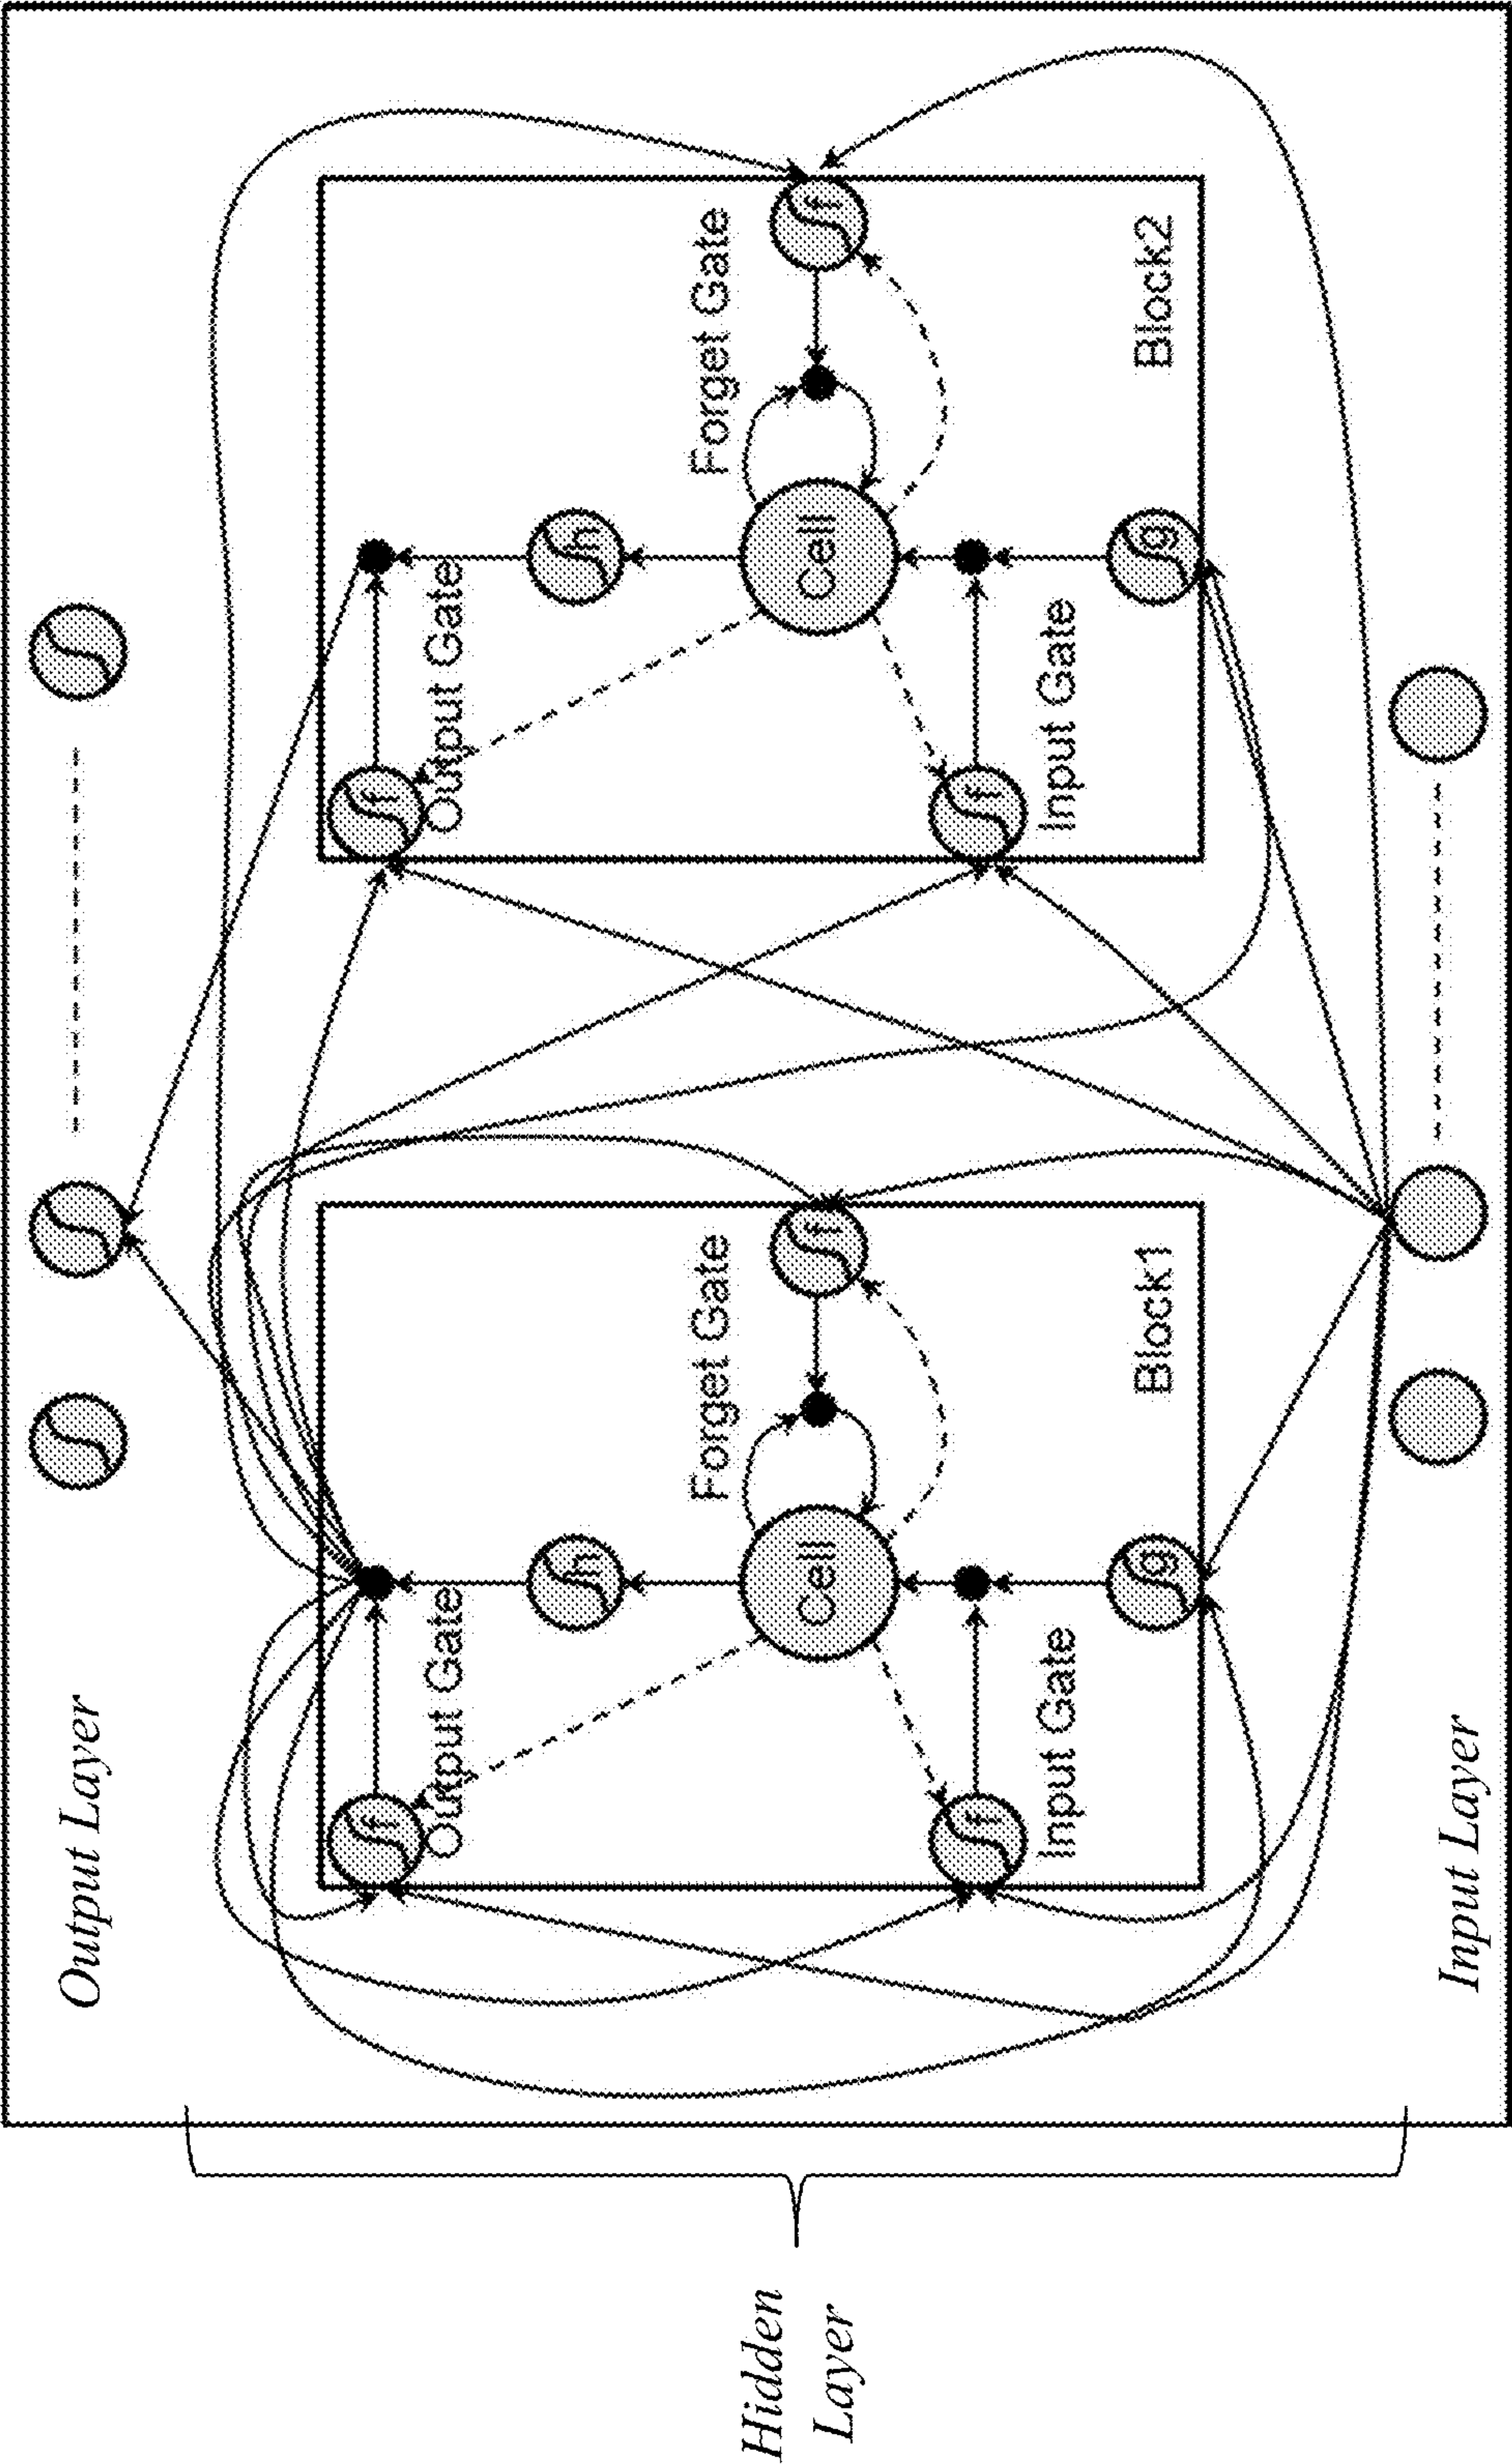 Output Layer
Hidden
Layer
f
Output Gate
h
Forget Gate
Cell
f
f
Input Gate
g
Block1
f
Output Gate
h
Forget Gate
Cell
f
f
Input Gate
g
Block2
Input Layer